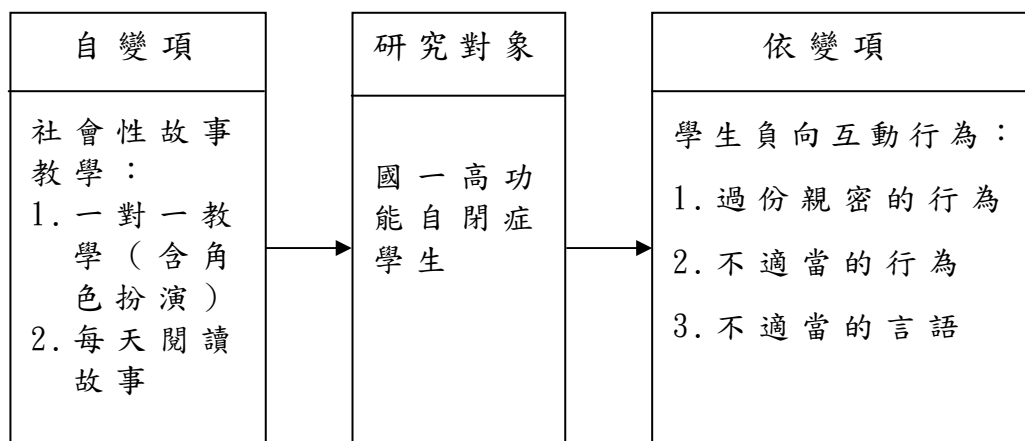 自變項
社會性故事
教學：
1.一對一教
學（含角
色扮演）
2.每天閱讀
故事
研究對象
國一高功
能自閉症
學生
依變項
學生負向互動行為：
1.過份親密的行為
2.不適當的行為
3.不適當的言語